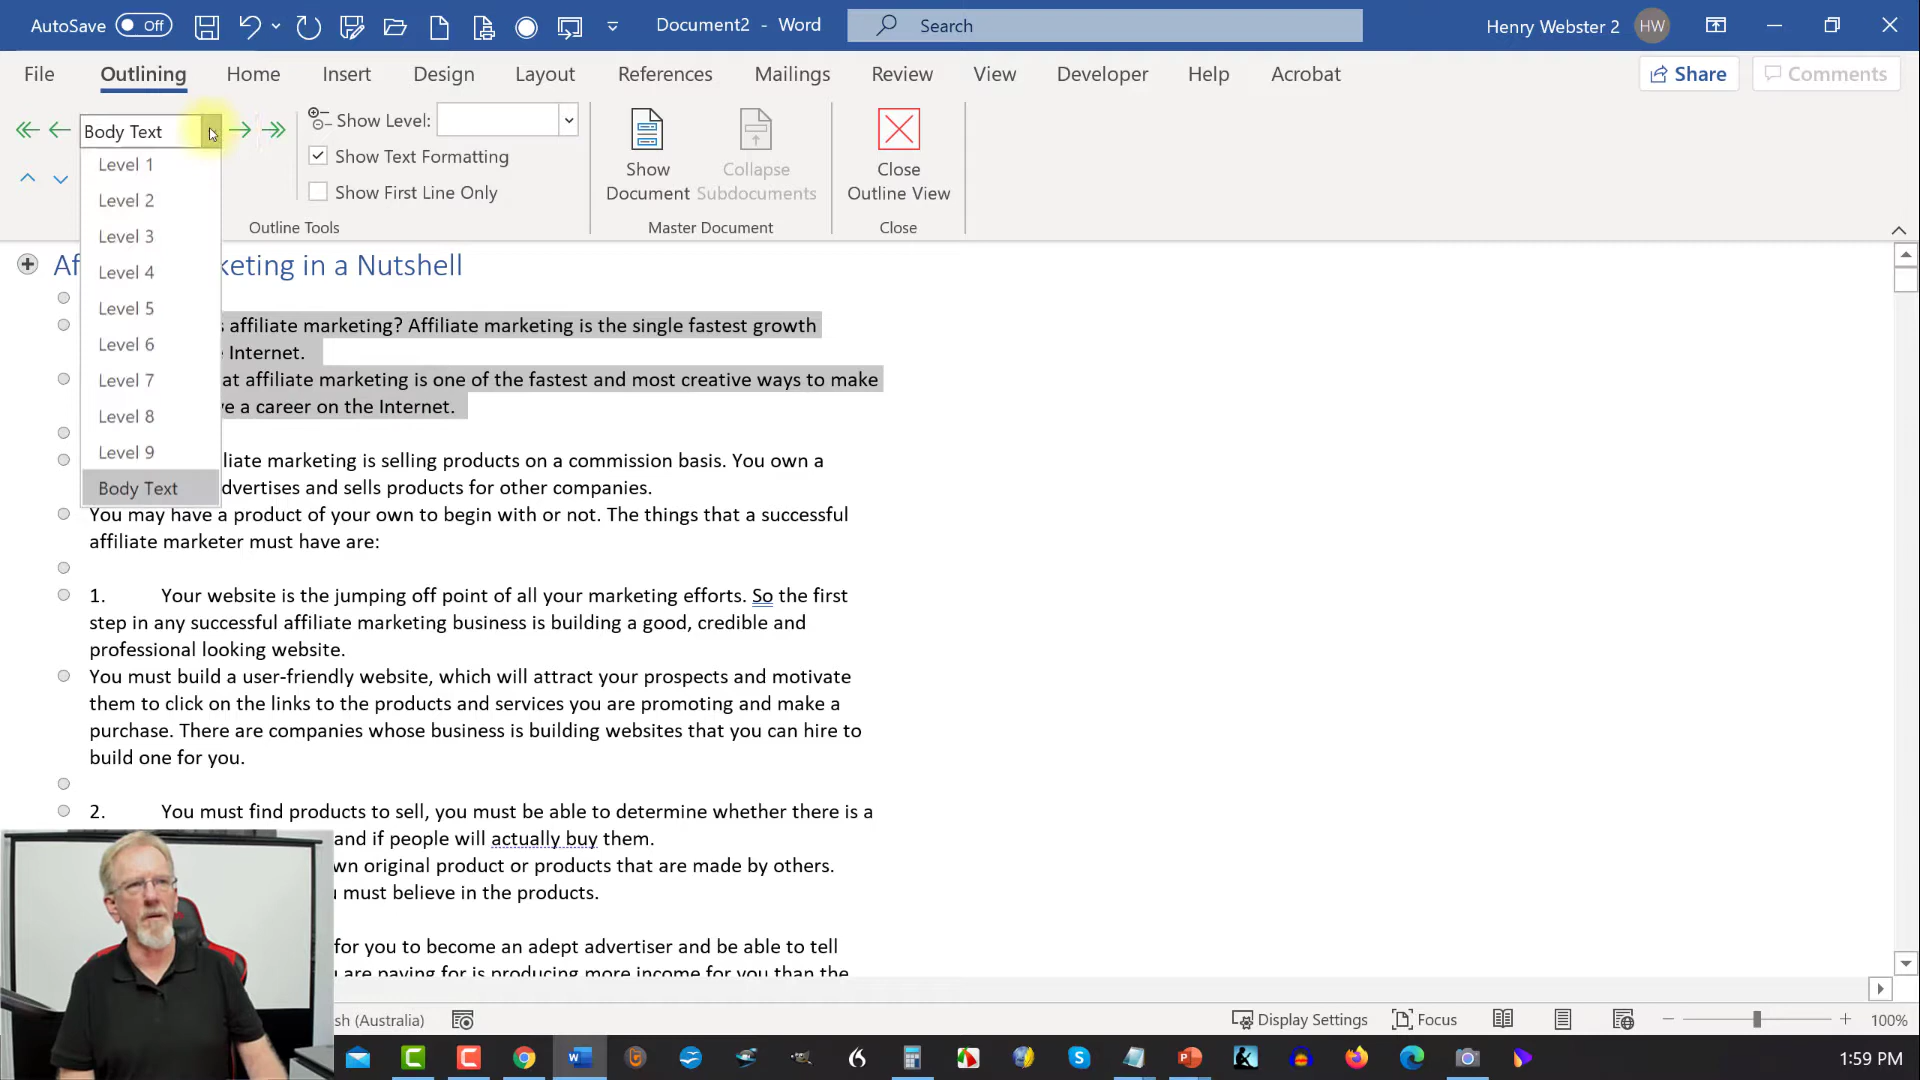 AutoSave Off Document2 - Word Search Henry Webster 2 HW
File Outlining Home Insert Design Layout References Mailings Review View Developer Help Acrobat Share Comments
Body Text
Level 1
Level 2
Level 3
Level 4
Level 5
Level 6
Level 7
Level 8
Level 9
Body Text
Show Level:
Show Text Formatting
Show First Line Only
Outline Tools
Show Document
Collapse Subdocuments
Master Document
Close Outline View
Close
Af keting in a Nutshell
affiliate marketing? Affiliate marketing is the single fastest growth
Internet.
at affiliate marketing is one of the fastest and most creative ways to make
ve a career on the Internet.
liate marketing is selling products on a commission basis. You own a
dvertises and sells products for other companies.
You may have a product of your own to begin with or not. The things that a successful
affiliate marketer must have are:
1. Your website is the jumping off point of all your marketing efforts. So the first
step in any successful affiliate marketing business is building a good, credible and
professional looking website.
You must build a user-friendly website, which will attract your prospects and motivate
them to click on the links to the products and services you are promoting and make a
purchase. There are companies whose business is building websites that you can hire to
build one for you.
2. You must find products to sell, you must be able to determine whether there is a
and if people will actually buy them.
wn original product or products that are made by others.
u must believe in the products.
for you to become an adept advertiser and be able to tell
u are paying for is producing more income for you than the
sh (Australia) Display Settings Focus 100%
1:59 PM